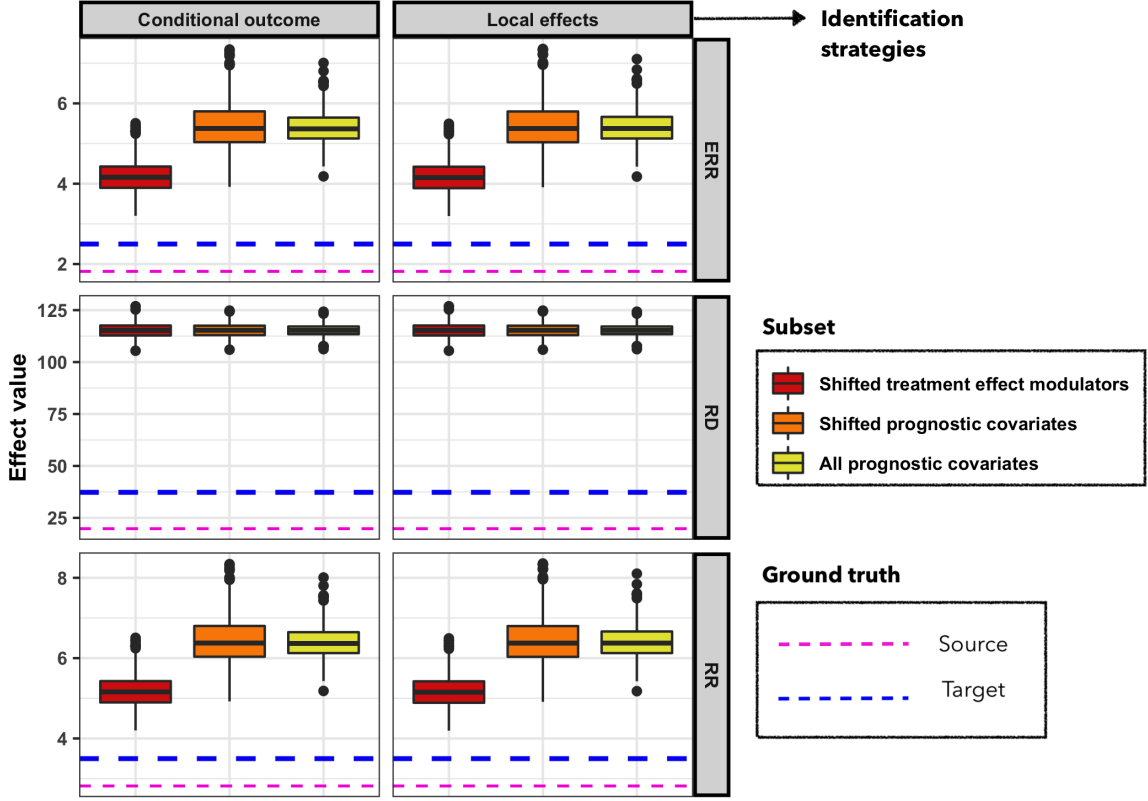 Conditional outcome
Local effects
Identification
strategies
6
4
2
ERR
125
100
75
50
25
RD
8
6
4
RR
Effect value
Subset
Shifted treatment effect modulators
Shifted prognostic covariates
All prognostic covariates
Ground truth
Source
Target